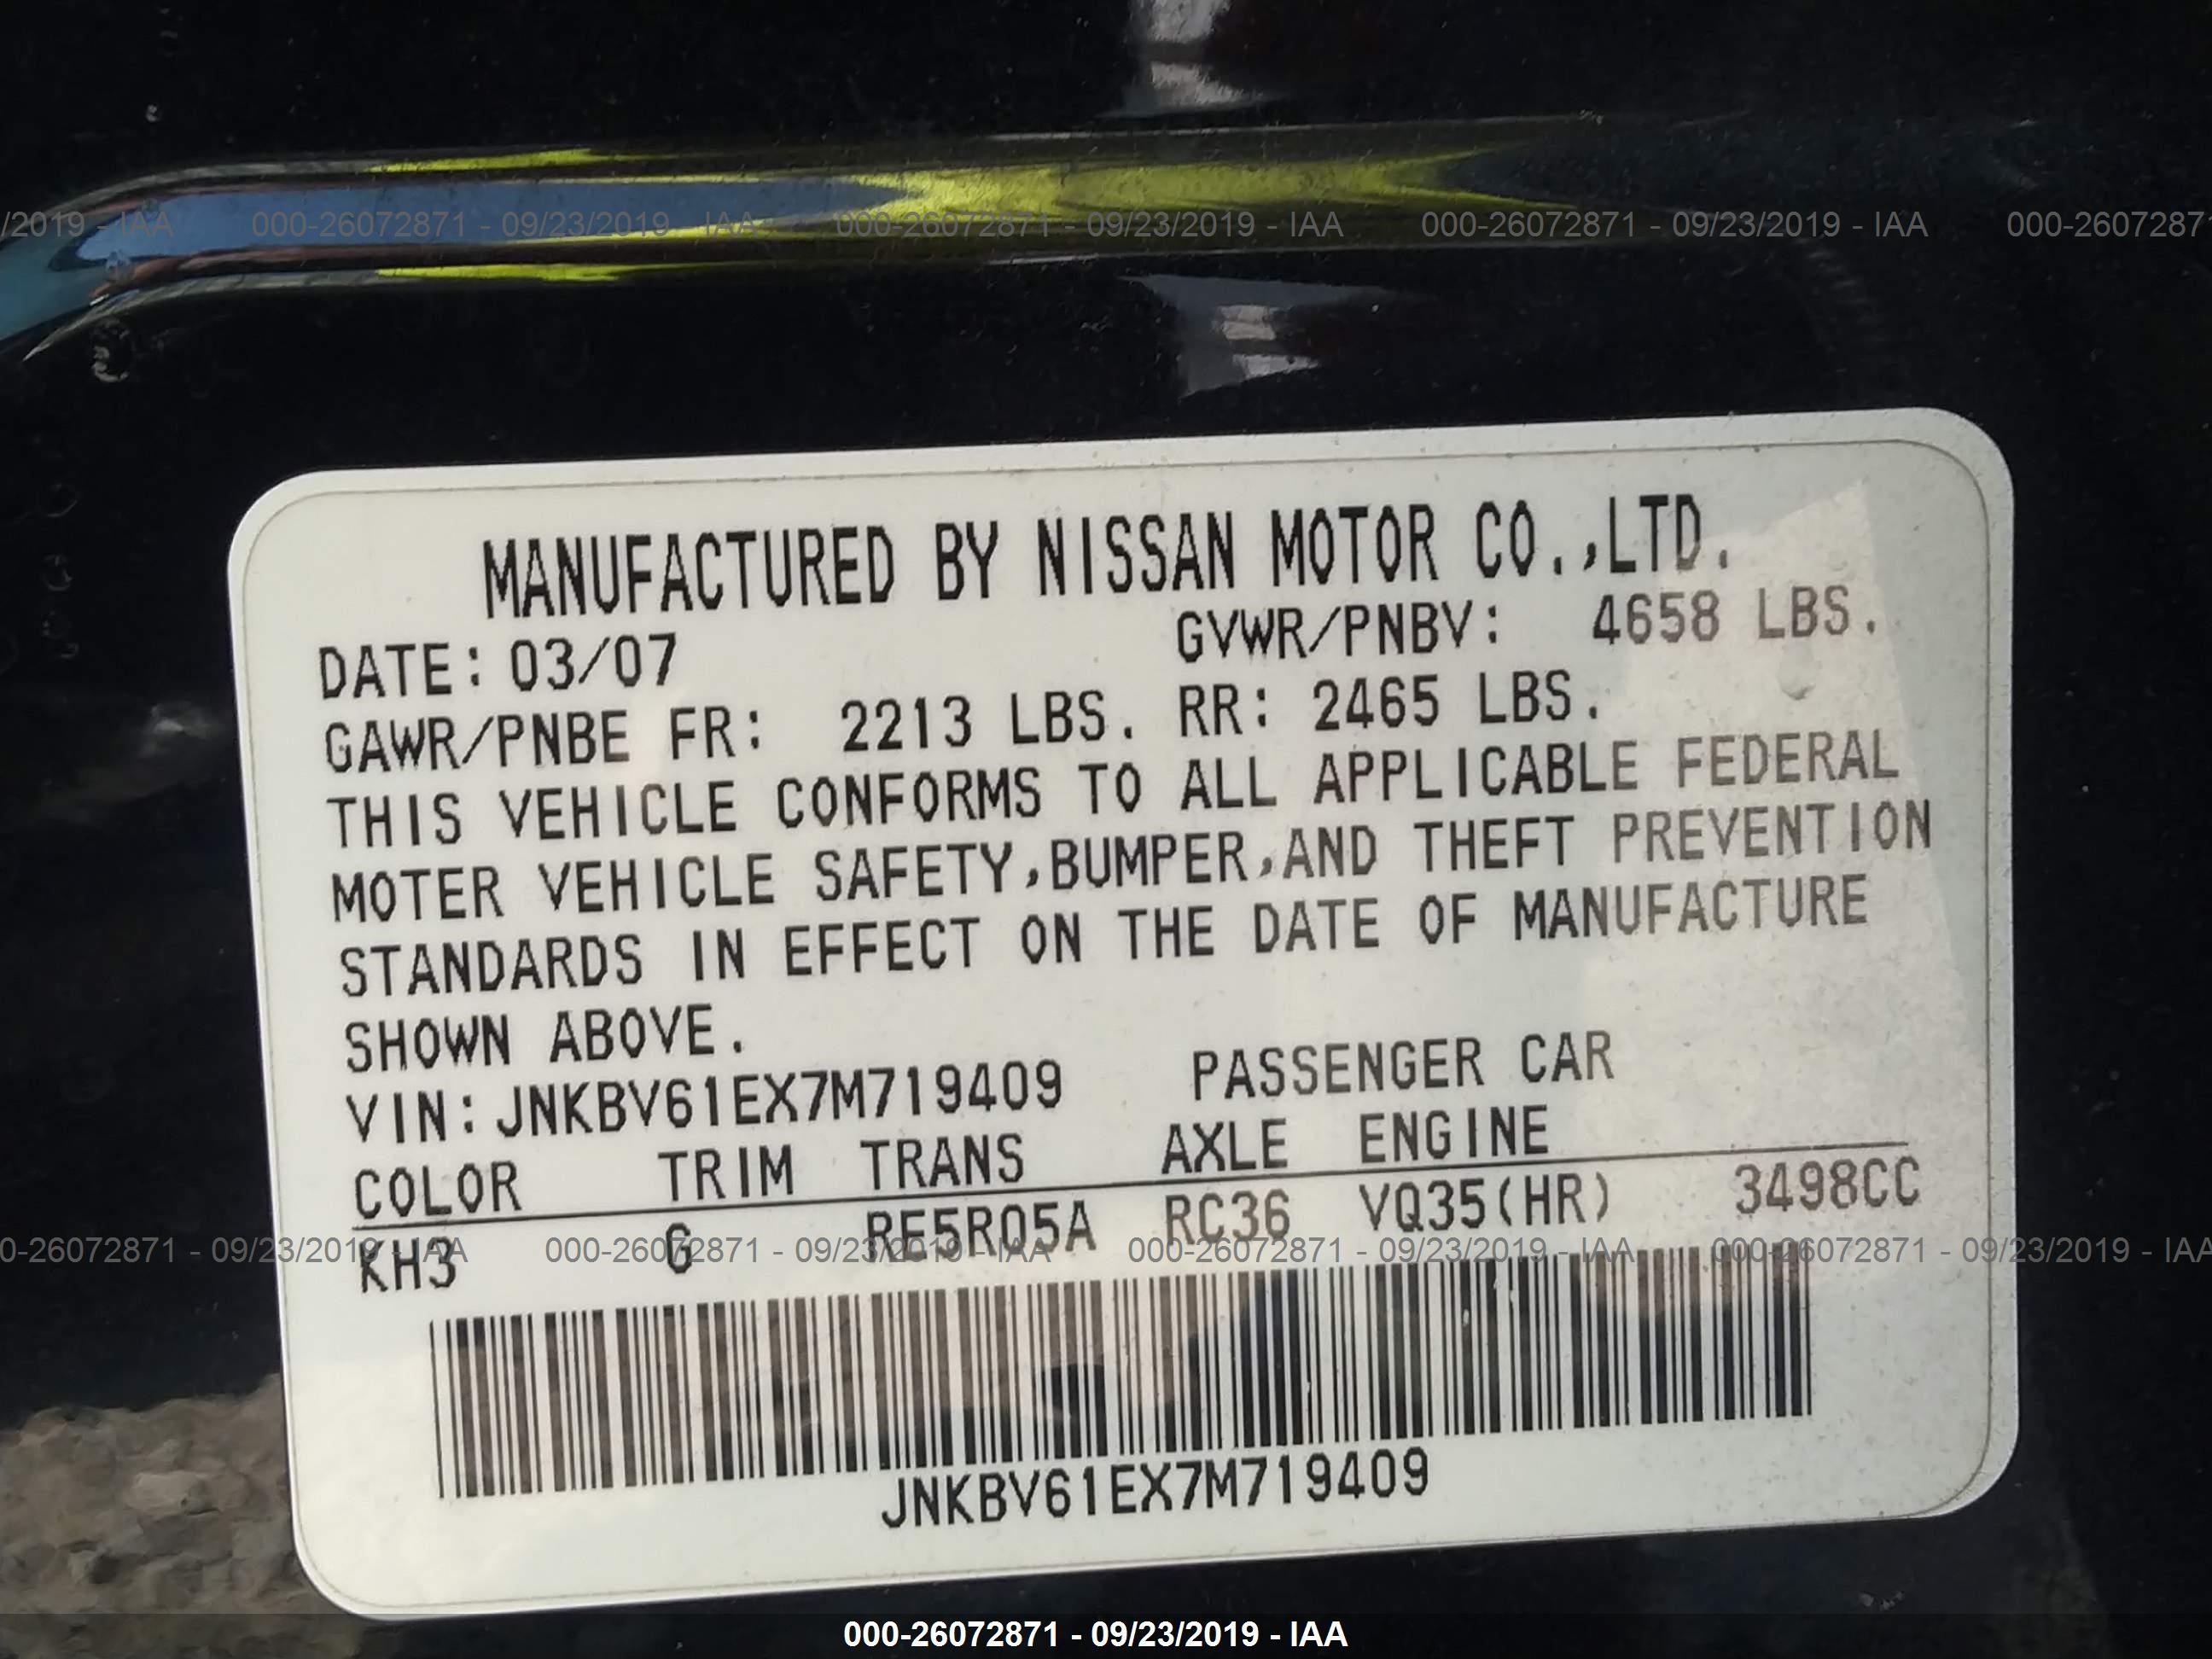 /2019 - IAA 000-26072871 - 09/23/2019 - IAA 000-26072871 - 09/23/2019 - IAA 000-26072871 - 09/23/2019 - IAA 000-2607287
MANUFACTURED BY NISSAN MOTOR CO.,LTD.
DATE: 03/07 GVWR/PNBV: 4658 LBS.
GAWR/PNBE FR: 2213 LBS. RR: 2465 LBS.
THIS VEHICLE CONFORMS TO ALL APPLICABLE FEDERAL
MOTER VEHICLE SAFETY,BUMPER,AND THEFT PREVENTION
STANDARDS IN EFFECT ON THE DATE OF MANUFACTURE
SHOWN ABOVE.
VIN:JNKBV61EX7M719409 PASSENGER CAR
COLOR TRIM TRANS AXLE ENGINE
KH3 G RE5R05A RC36 VQ35(HR) 3498CC
0-26072871 - 09/23/2019 - IAA 000-26072871 - 09/23/2019 - IAA 000-26072871 - 09/23/2019 - IAA 000-26072871 - 09/23/2019 - IAA
JNKBV61EX7M719409
000-26072871 - 09/23/2019 - IAA